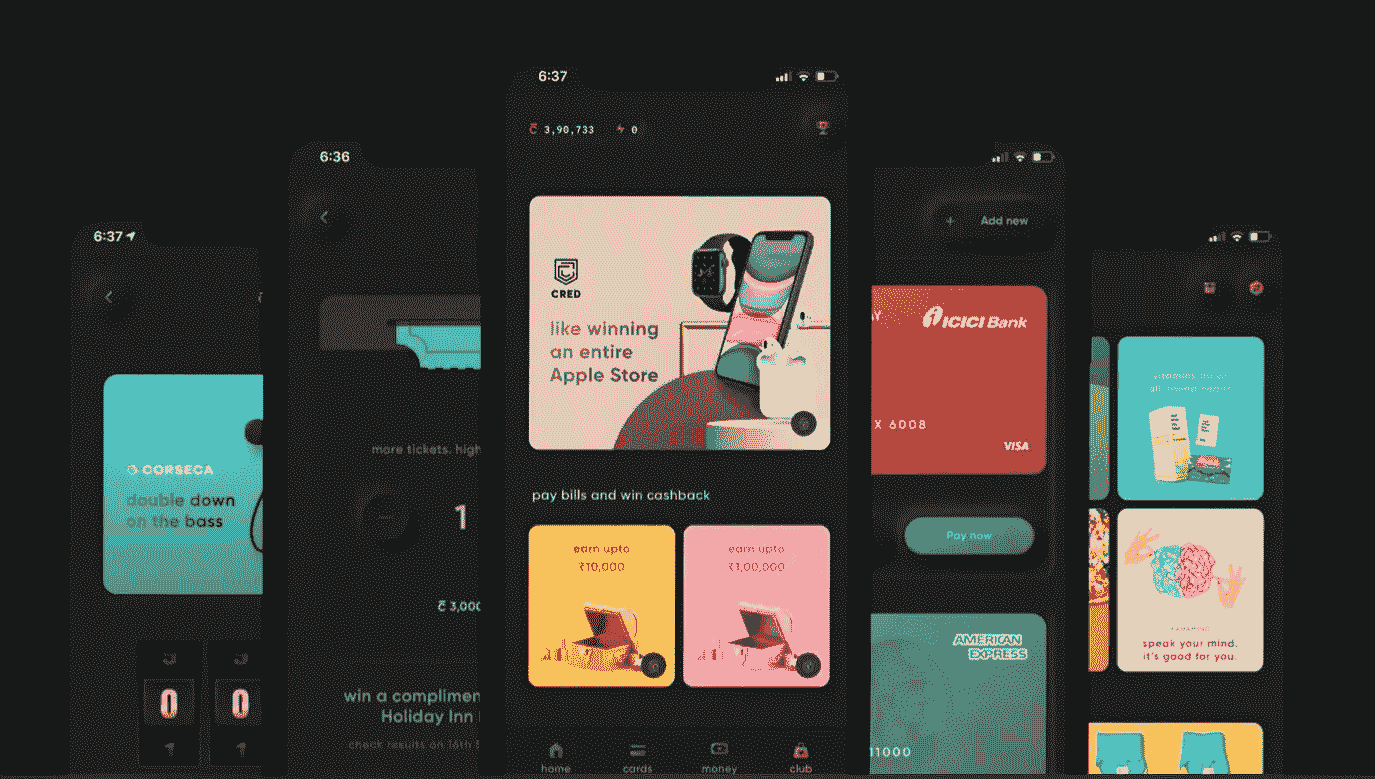 6:37
CORSECA
double down
on the bass
0 0
6:36
more tickets. high
1
3,000
win a complimen
Holiday Inn
check results on 16th
6:37
3,90,733 0
CRED
like winning
an entire
Apple Store
pay bills and win cashback
earn upto
₹10,000
earn upto
₹1,00,000
home cards money club
+ Add new
AY
ICICI Bank
X 6008
VISA
Pay now
AMERICAN
EXPRESS
11000
speak your mind.
it's good for you.